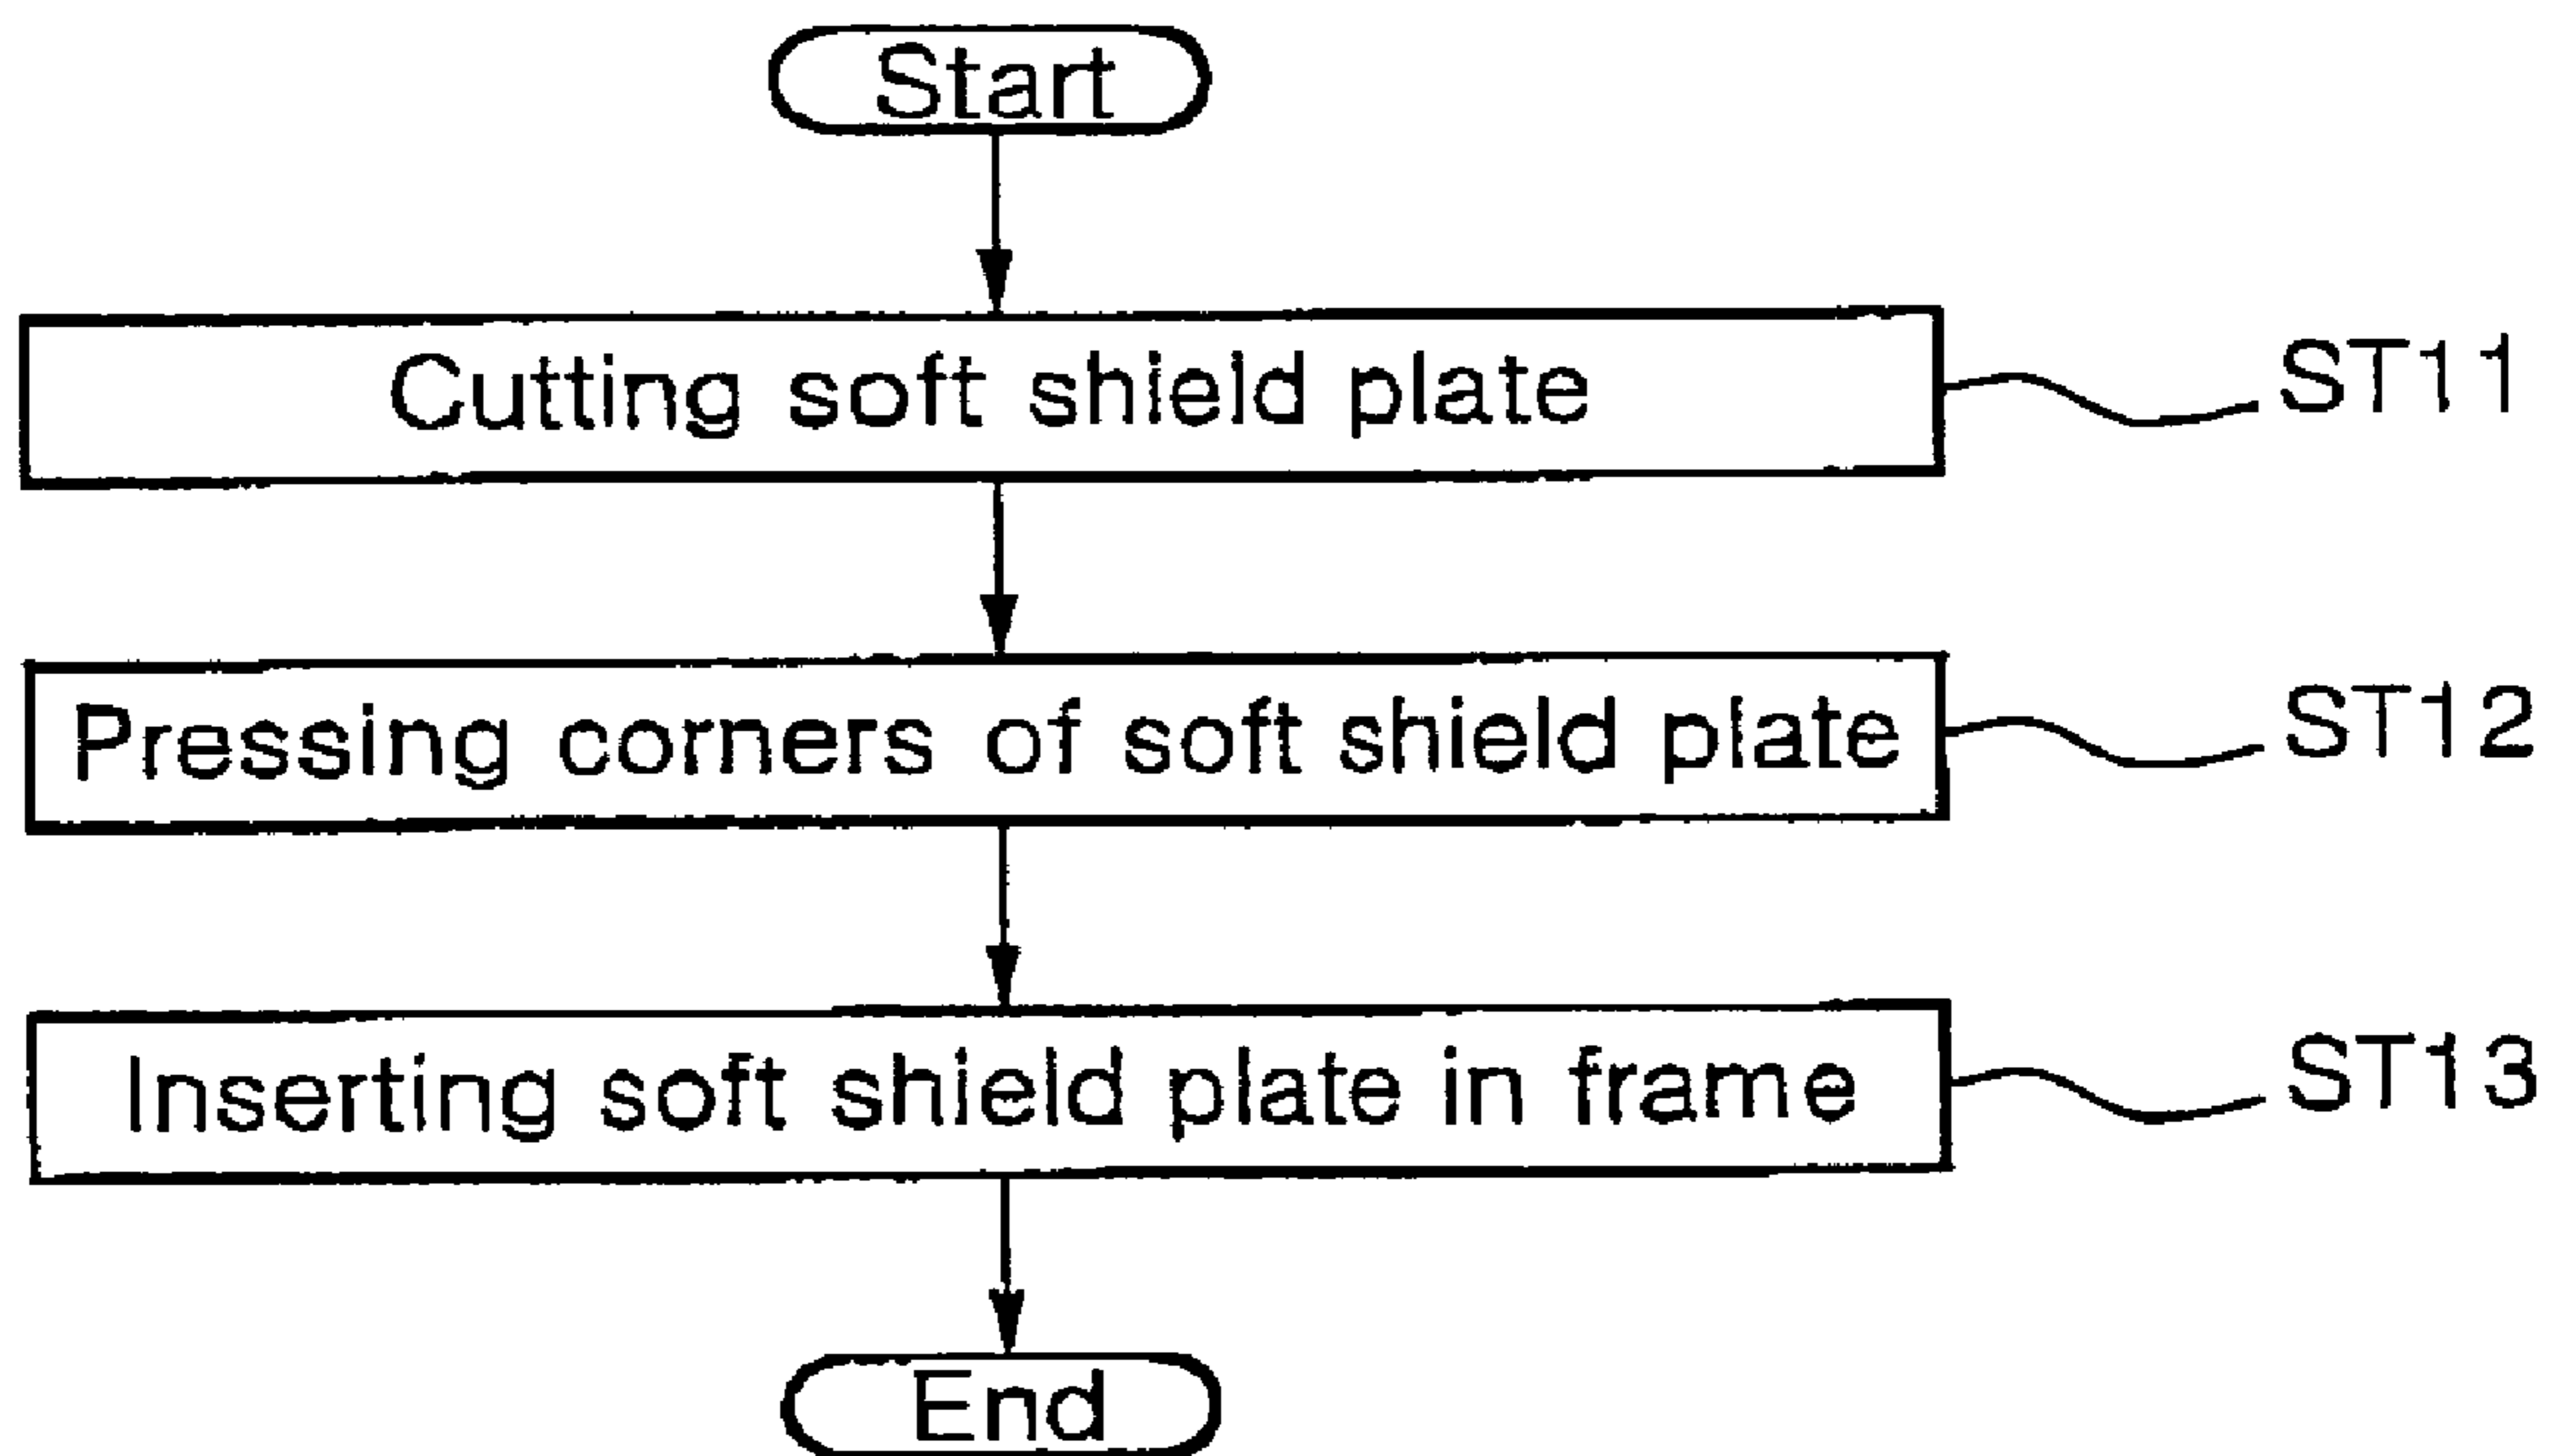 Start
Cutting soft shield plate
ST11
Pressing corners of soft shield plate
ST12
Inserting soft shield plate in frame
ST13
End